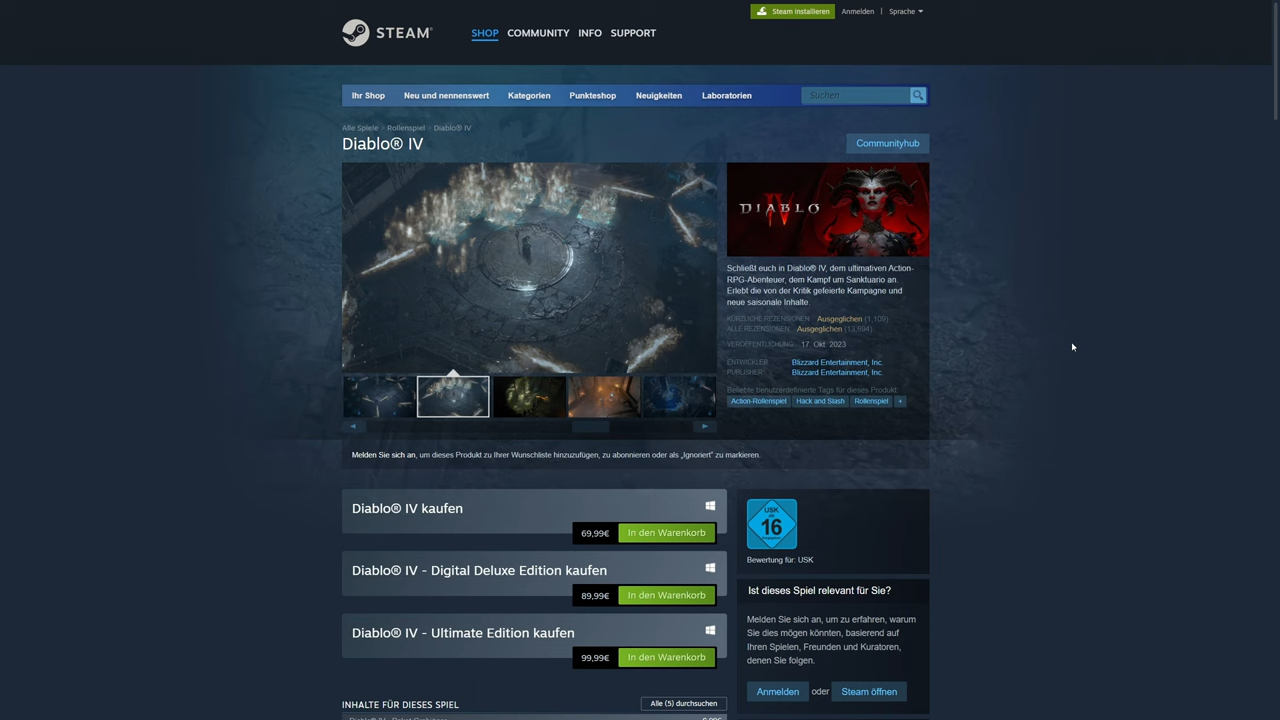 Steam installieren
Anmelden | Sprache
STEAM®
SHOP COMMUNITY INFO SUPPORT
Ihr Shop Neu und nennenswert Kategorien Punkteshop Neuigkeiten Laboratorien Suchen
Alle Spiele > Rollenspiel > Diablo® IV
Diablo® IV
Communityhub
DIABLO IV
Schließt euch in Diablo® IV, dem ultimativen Action-
RPG-Abenteuer, dem Kampf um Sanktuario an.
Erlebt die von der Kritik gefeierte Kampagne und
neue saisonale Inhalte.
KÜRZLICHE REZENSIONEN: Ausgeglichen (1,109)
ALLE REZENSIONEN: Ausgeglichen (13,694)
VERÖFFENTLICHUNG: 17. Okt. 2023
ENTWICKLER: Blizzard Entertainment, Inc.
PUBLISHER: Blizzard Entertainment, Inc.
Beliebte benutzerdefinierte Tags für dieses Produkt:
Action-Rollenspiel Hack and Slash Rollenspiel +
Melden Sie sich an, um dieses Produkt zu Ihrer Wunschliste hinzuzufügen, zu abonnieren oder als „Ignoriert" zu markieren.
Diablo® IV kaufen
69,99€ In den Warenkorb
Diablo® IV - Digital Deluxe Edition kaufen
89,99€ In den Warenkorb
Diablo® IV - Ultimate Edition kaufen
99,99€ In den Warenkorb
INHALTE FÜR DIESES SPIEL
Alle (5) durchsuchen
USK
ab
16
Bewertung für: USK
Ist dieses Spiel relevant für Sie?
Melden Sie sich an, um zu erfahren, warum
Sie dies mögen könnten, basierend auf
Ihren Spielen, Freunden und Kuratoren,
denen Sie folgen.
Anmelden oder Steam öffnen